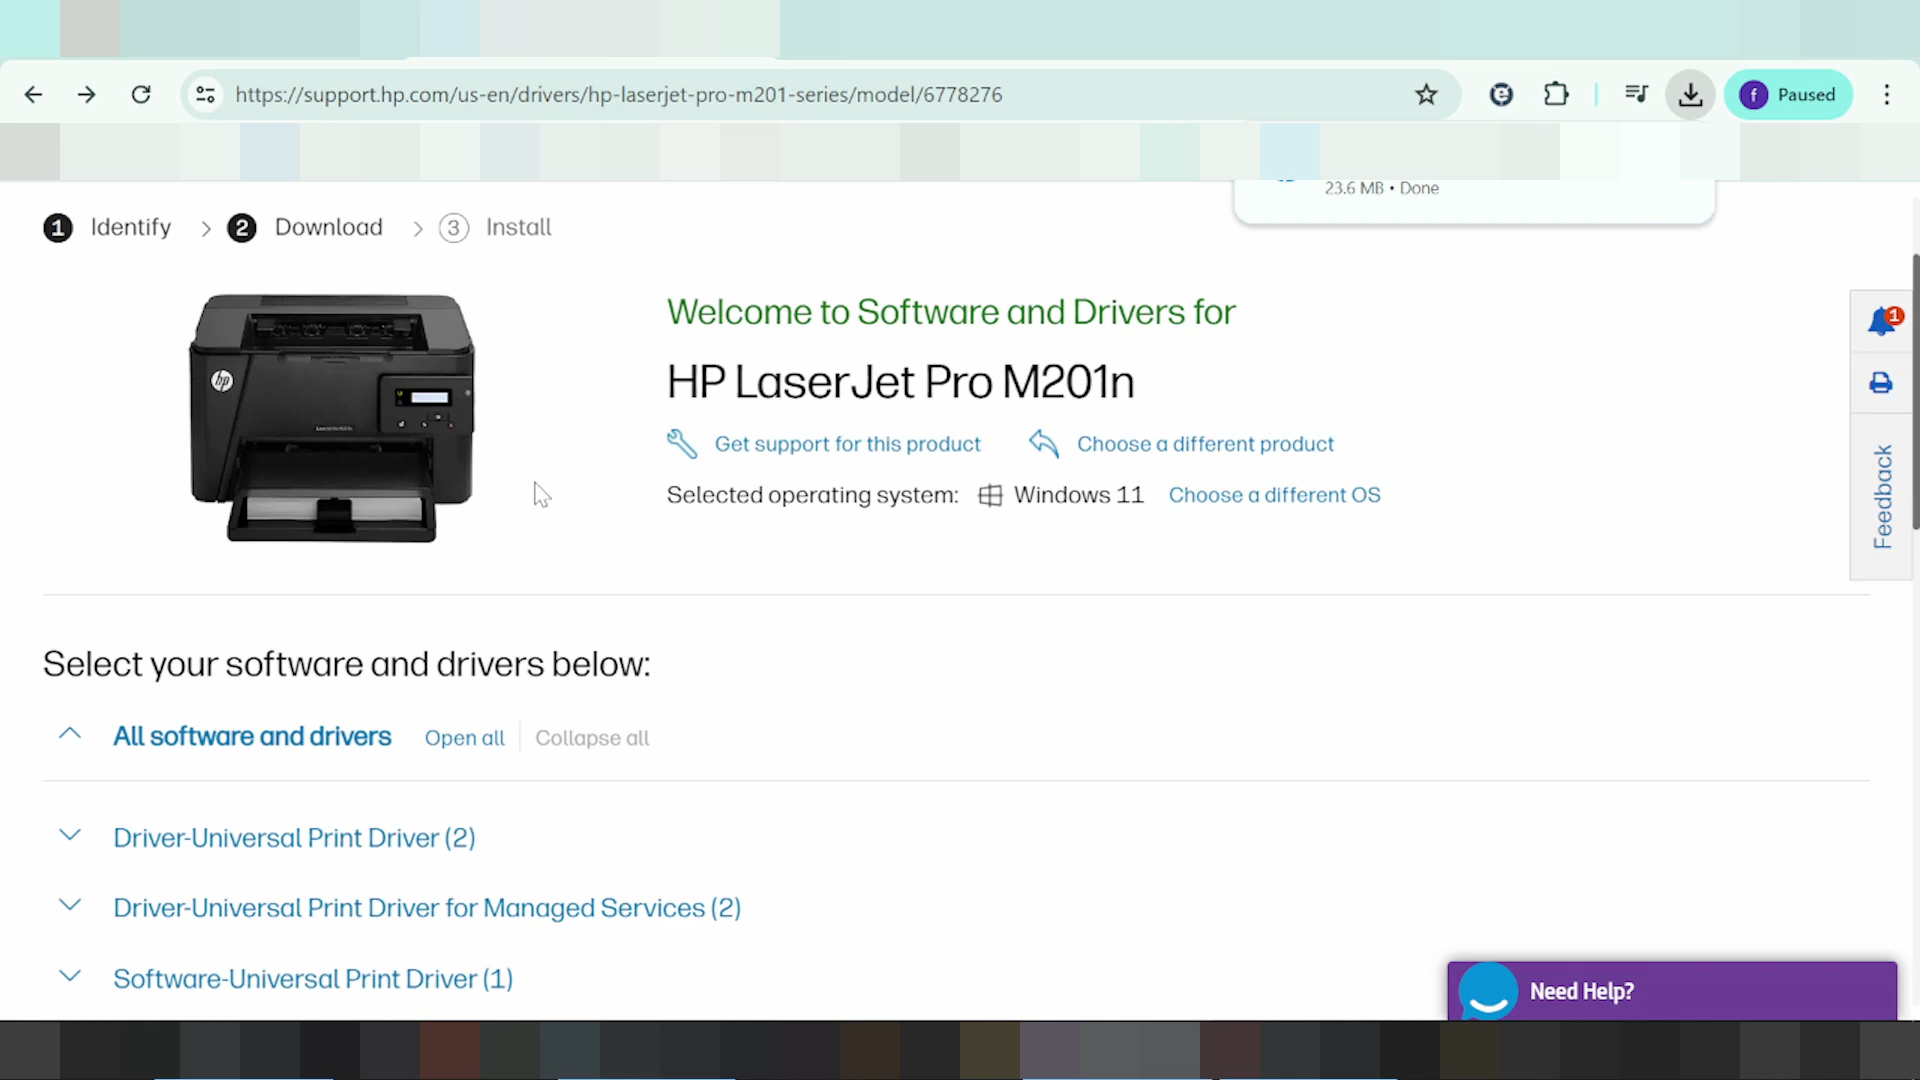 https://support.hp.com/us-en/drivers/hp-laserjet-pro-m201-series/model/6778276
f Paused
23.6 MB • Done
1 Identify > 2 Download > 3 Install
1
hp
Welcome to Software and Drivers for
HP LaserJet Pro M201n
Get support for this product Choose a different product
Selected operating system: Windows 11 Choose a different OS
Feedback
Select your software and drivers below:
All software and drivers Open all Collapse all
Driver-Universal Print Driver (2)
Driver-Universal Print Driver for Managed Services (2)
Software-Universal Print Driver (1)
Need Help?